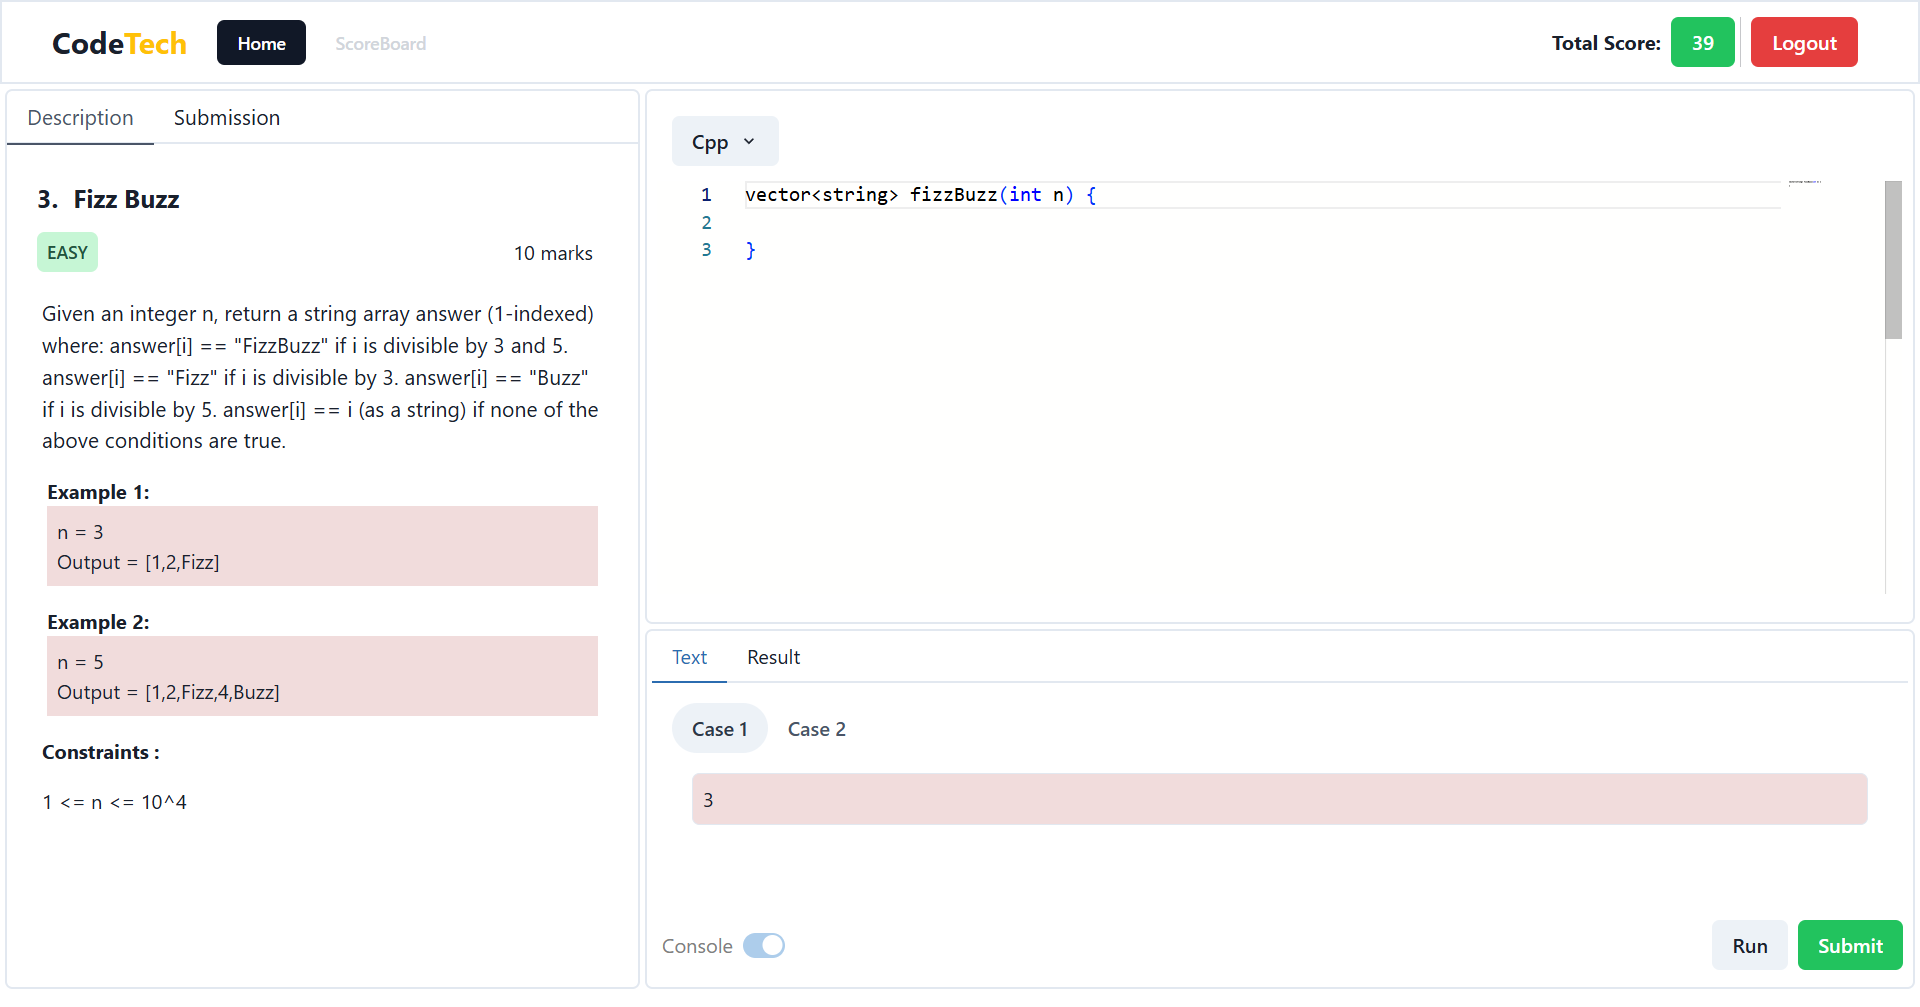 CodeTech
Home
ScoreBoard
Total Score:
39
Logout
Description
Submission
3. Fizz Buzz
EASY
10 marks
Given an integer n, return a string array answer (1-indexed)
where: answer[i] == "FizzBuzz" if i is divisible by 3 and 5.
answer[i] == "Fizz" if i is divisible by 3. answer[i] == "Buzz"
if i is divisible by 5. answer[i] == i (as a string) if none of the
above conditions are true.
Example 1:
n = 3
Output = [1,2,Fizz]
Example 2:
n = 5
Output = [1,2,Fizz,4,Buzz]
Constraints :
1 <= n <= 10^4
Cpp
1 vector<string> fizzBuzz(int n) {
2
3 }
Text
Result
Case 1
Case 2
3
Console
Run
Submit